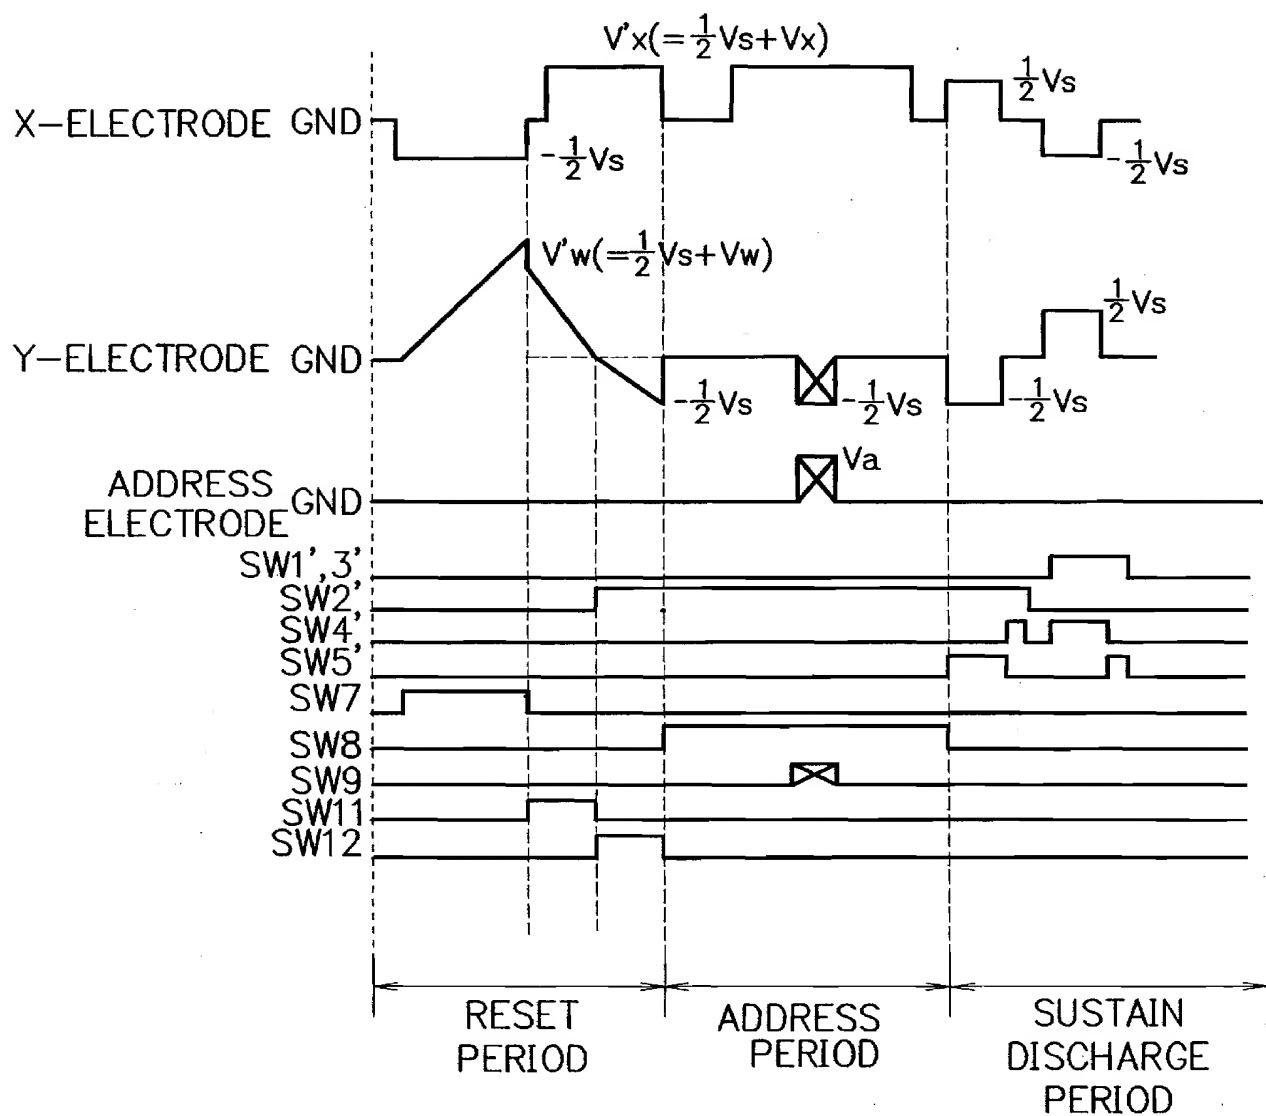 V'x(=1/2Vs+Vx)
1/2Vs
X-ELECTRODE GND
-1/2Vs
-1/2Vs
V'w(=1/2Vs+Vw)
1/2Vs
Y-ELECTRODE GND
-1/2Vs
-1/2Vs
-1/2Vs
Va
ADDRESS
ELECTRODE GND
SW1',3'
SW2'
SW4'
SW5'
SW7
SW8
SW9
SW11
SW12
RESET
PERIOD
ADDRESS
PERIOD
SUSTAIN
DISCHARGE
PERIOD